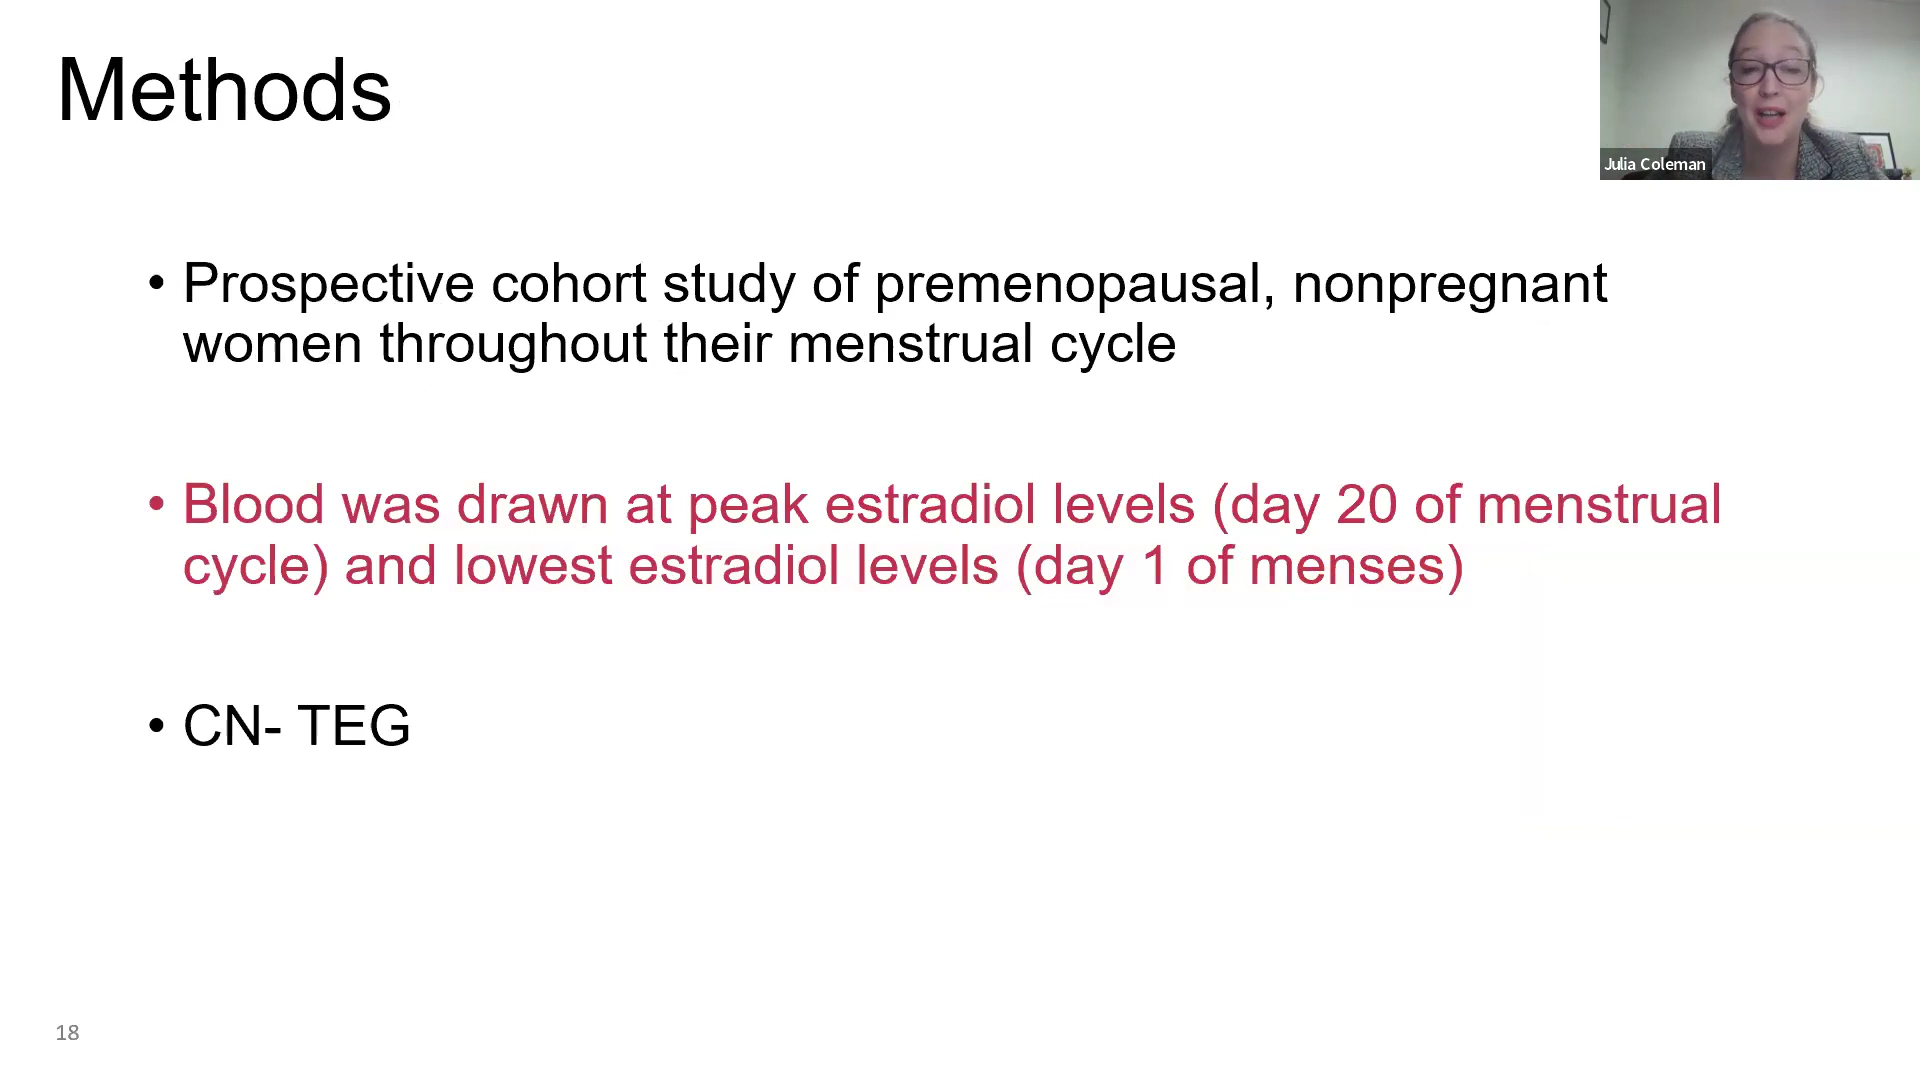 Methods
Julia Coleman
• Prospective cohort study of premenopausal, nonpregnant
women throughout their menstrual cycle
• Blood was drawn at peak estradiol levels (day 20 of menstrual
cycle) and lowest estradiol levels (day 1 of menses)
• CN- TEG
18